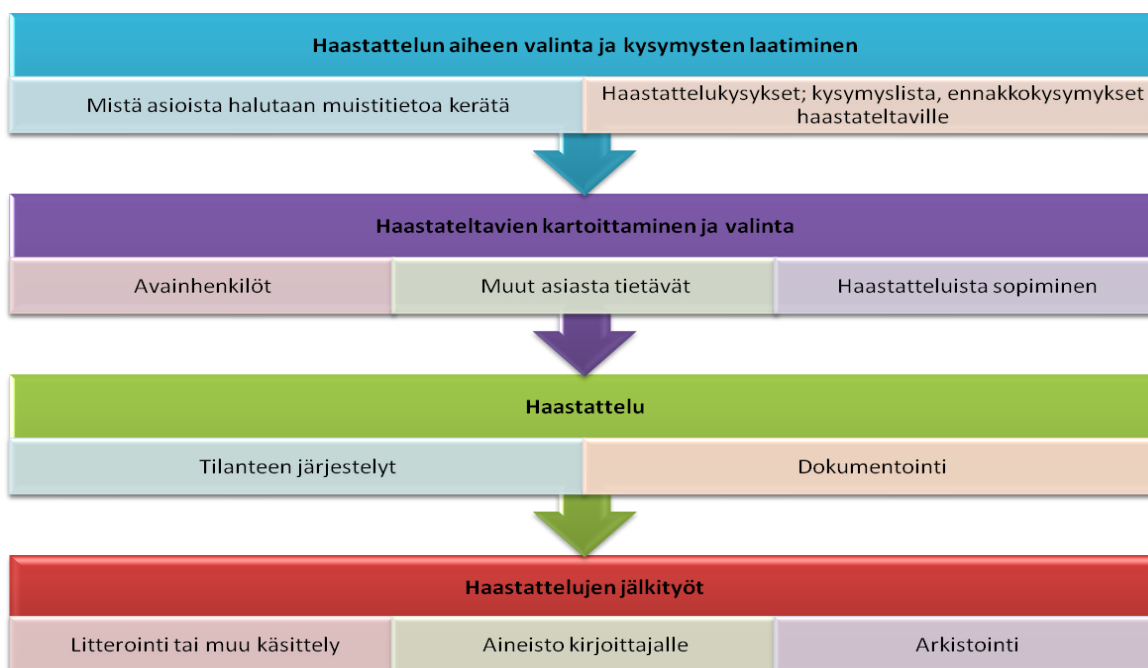 Haastattelun aiheen valinta ja kysymysten laatiminen
Mistä asioista halutaan muistitietoa kerätä
Haastattelukysykset; kysymyslista, ennakkokysymykset
haastateltaville
Haastateltavien kartoittaminen ja valinta
Avainhenkilöt
Muut asiasta tietävät
Haastatteluista sopiminen
Haastattelu
Tilanteen järjestelyt
Dokumentointi
Haastattelujen jälkityöt
Litterointi tai muu käsittely
Aineisto kirjoittajalle
Arkistointi